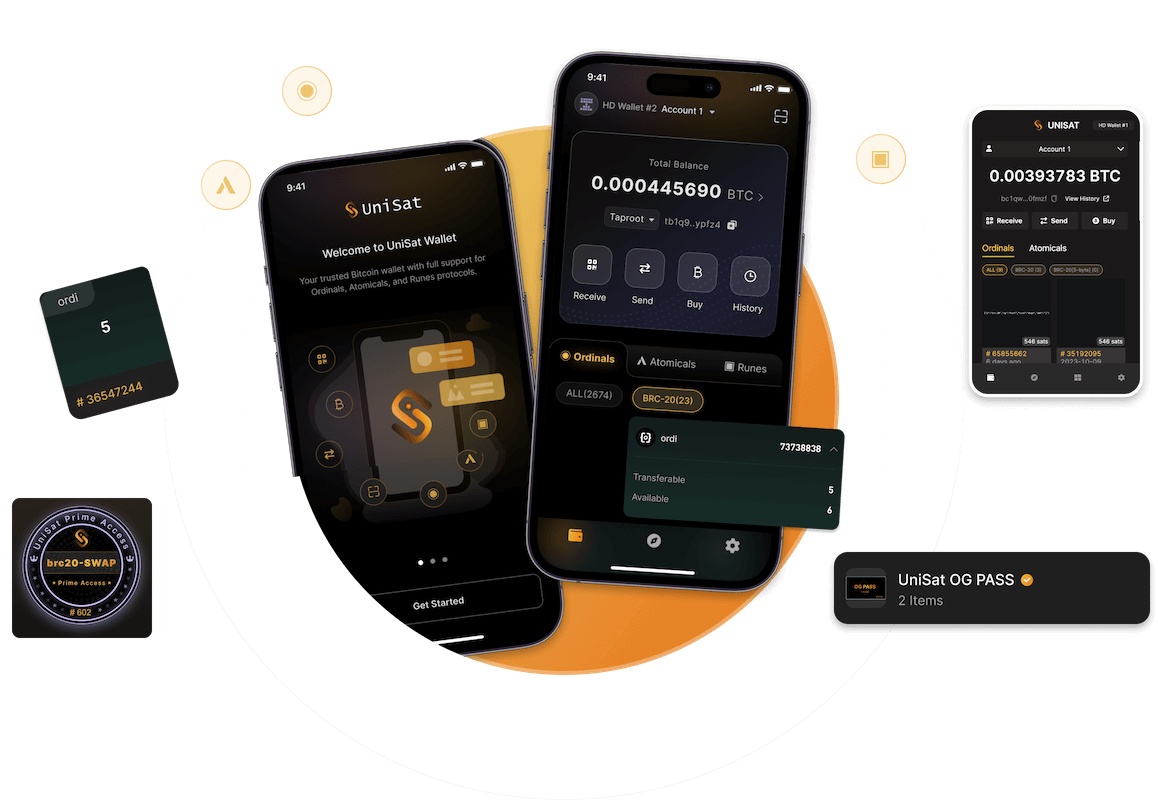 9:41
UniSat
Welcome to UniSat Wallet
Your trusted Bitcoin wallet with full support for
Ordinals, Atomicals, and Runes protocols.
Get Started
9:41
HD Wallet #2 Account 1
Total Balance
0.000445690 BTC
Taproot tb1q9..ypfz4
Receive
Send
Buy
History
Ordinals
Atomicals
Runes
ALL(2674)
BRC-20(23)
ordi
73738838
Transferable
5
Available
6
ordi
5
# 36547244
UniSat Prime Access
brc20-SWAP
Prime Access
# 602
UNISAT
HD Wallet #1
Account 1
0.00393783 BTC
bc1qw...0fmzf View History
Receive
Send
Buy
Ordinals
Atomicals
ALL (9)
BRC-20 (3)
BRC-20[5-byte] (0)
546 sats
546 sats
# 65855662
# 35192095
6 days ago
2023-10-09
OG PASS
UniSat OG PASS
2 Items